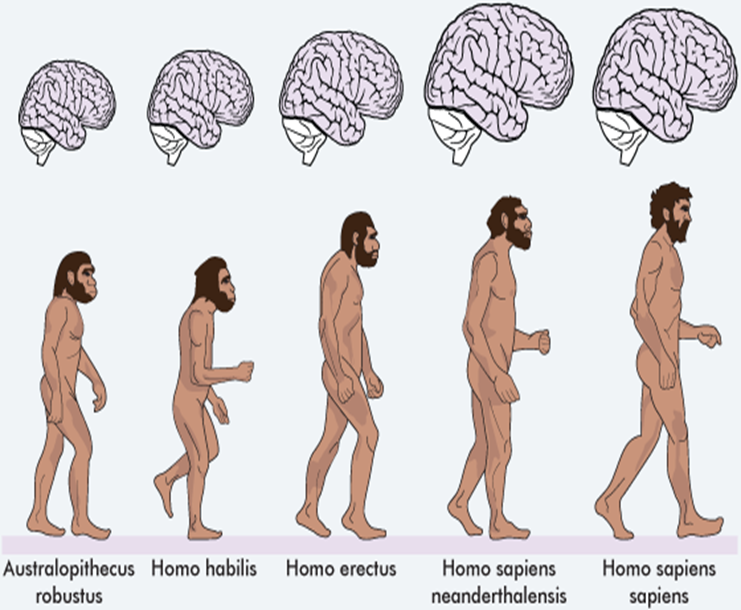 Australopithecus
robustus
Homo habilis
Homo erectus
Homo sapiens
neanderthalensis
Homo sapiens
sapiens